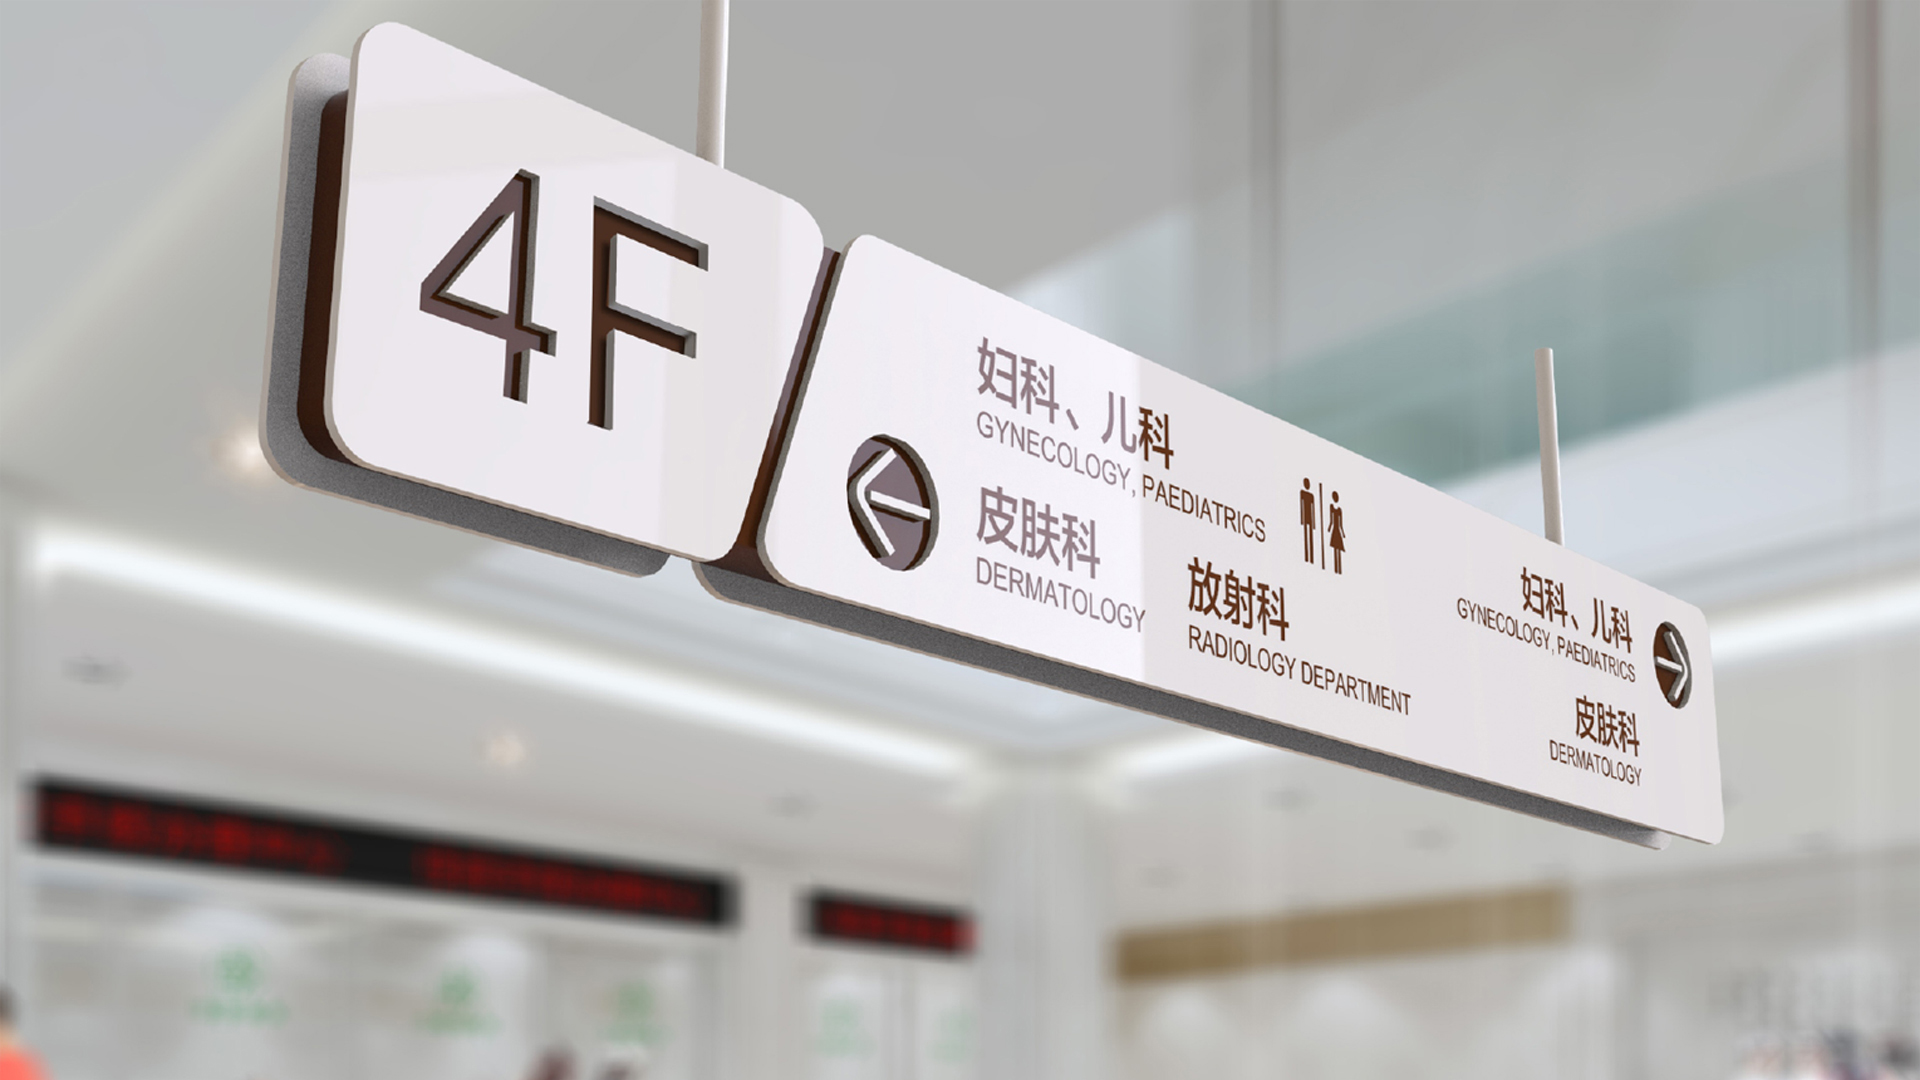 4F
妇科、儿科
GYNECOLOGY, PAEDIATRICS
皮肤科
DERMATOLOGY
放射科
RADIOLOGY DEPARTMENT
妇科、儿科
GYNECOLOGY, PAEDIATRICS
皮肤科
DERMATOLOGY